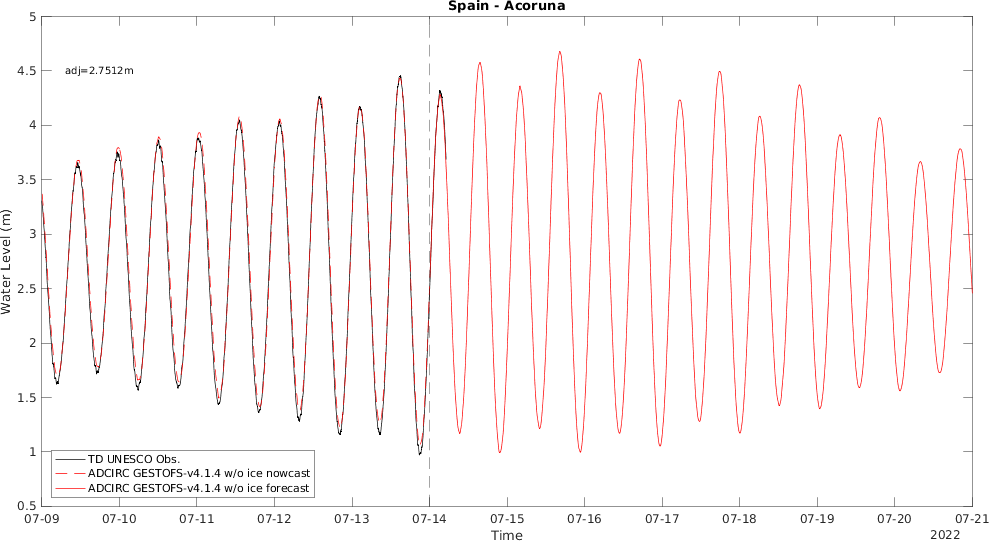 Spain - Acoruna
adj=2.7512m
Water Level (m)
5
4.5
4
3.5
3
2.5
2
1.5
1
0.5
TD UNESCO Obs.
ADCIRC GESTOFS-v4.1.4 w/o ice nowcast
ADCIRC GESTOFS-v4.1.4 w/o ice forecast
07-09 07-10 07-11 07-12 07-13 07-14 07-15 07-16 07-17 07-18 07-19 07-20 07-21
Time
2022